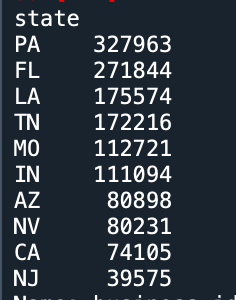 state
PA 327963
FL 271844
LA 175574
TN 172216
MO 112721
IN 111094
AZ 80898
NV 80231
CA 74105
NJ 39575